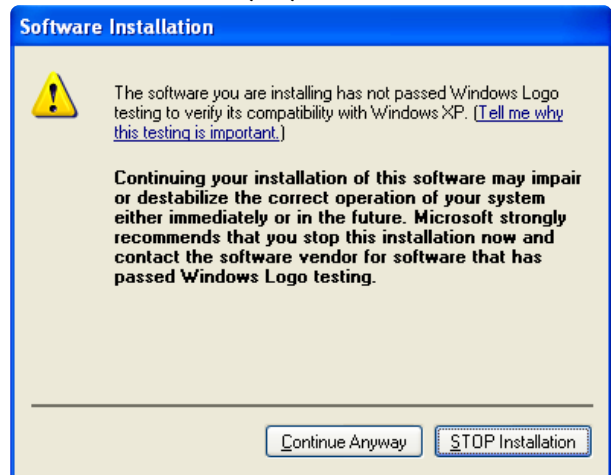 Software Installation
The software you are installing has not passed Windows Logo
testing to verify its compatibility with Windows XP. (Tell me why
this testing is important.)
Continuing your installation of this software may impair
or destabilize the correct operation of your system
either immediately or in the future. Microsoft strongly
recommends that you stop this installation now and
contact the software vendor for software that has
passed Windows Logo testing.
Continue Anyway
STOP Installation